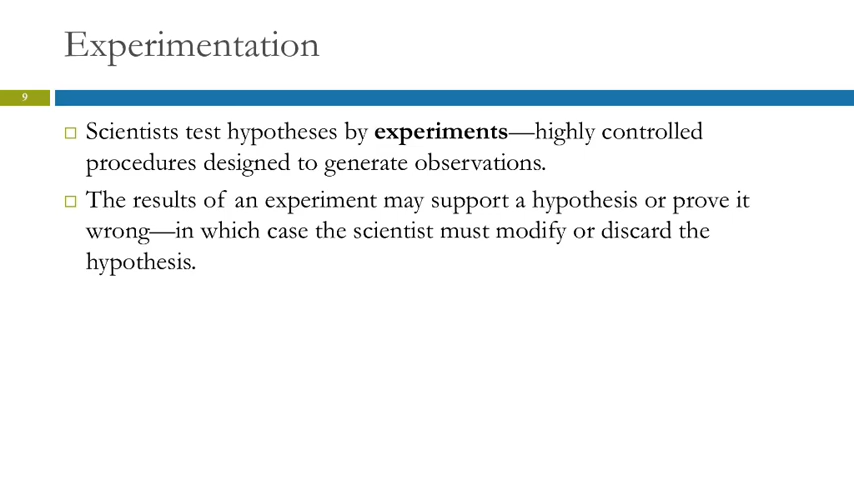 Experimentation
9
Scientists test hypotheses by experiments—highly controlled
procedures designed to generate observations.
The results of an experiment may support a hypothesis or prove it
wrong—in which case the scientist must modify or discard the
hypothesis.